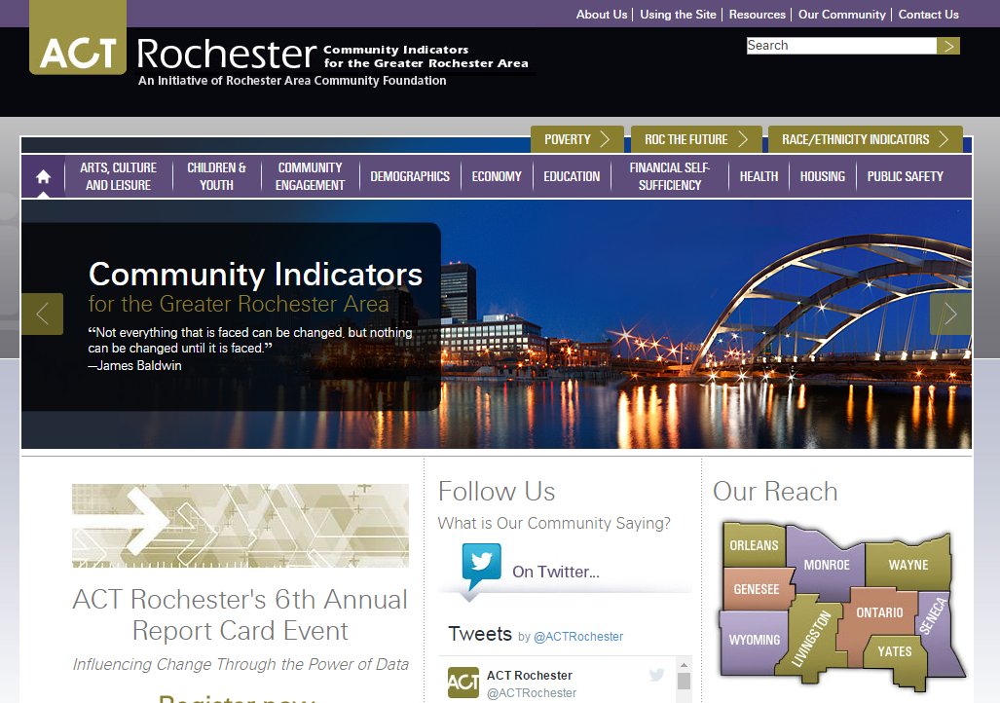 About Us | Using the Site | Resources | Our Community | Contact Us
ACT Rochester Community Indicators
for the Greater Rochester Area
An Initiative of Rochester Area Community Foundation
Search
POVERTY
ROC THE FUTURE
RACE/ETHNICITY INDICATORS
ARTS, CULTURE
AND LEISURE
CHILDREN &
YOUTH
COMMUNITY
ENGAGEMENT
DEMOGRAPHICS
ECONOMY
EDUCATION
FINANCIAL SELF-
SUFFICIENCY
HEALTH
HOUSING
PUBLIC SAFETY
Community Indicators
for the Greater Rochester Area
“Not everything that is faced can be changed, but nothing
can be changed until it is faced.”
—James Baldwin
ACT Rochester's 6th Annual
Report Card Event
Influencing Change Through the Power of Data
Register now
Follow Us
What is Our Community Saying?
On Twitter...
Tweets by @ACTRochester
ACT
ACT Rochester
@ACTRochester
Our Reach
ORLEANS
MONROE
WAYNE
GENESEE
ONTARIO
SENECA
WYOMING
LIVINGSTON
YATES